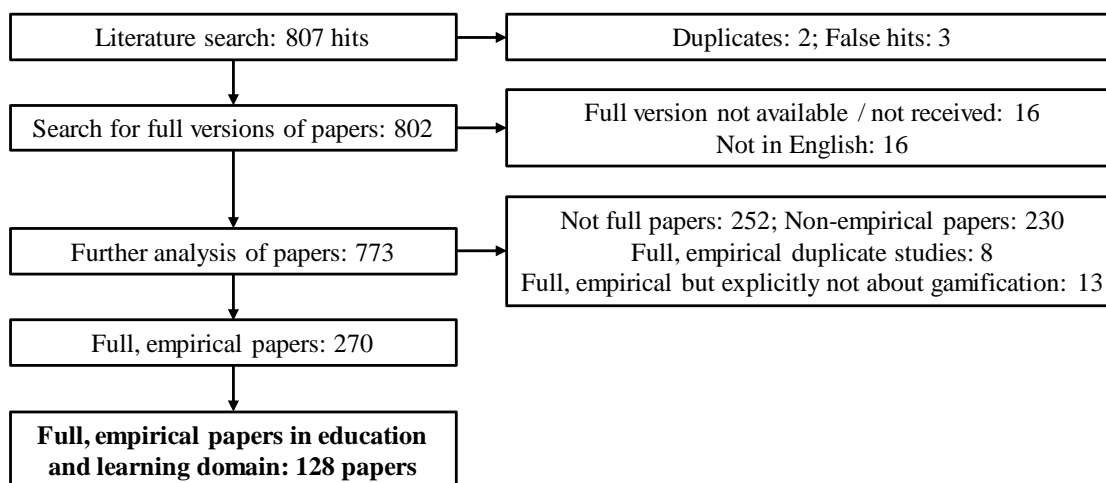 Literature search: 807 hits
Duplicates: 2; False hits: 3
Search for full versions of papers: 802
Full version not available / not received: 16
Not in English: 16
Further analysis of papers: 773
Not full papers: 252; Non-empirical papers: 230
Full, empirical duplicate studies: 8
Full, empirical but explicitly not about gamification: 13
Full, empirical papers: 270
Full, empirical papers in education
and learning domain: 128 papers